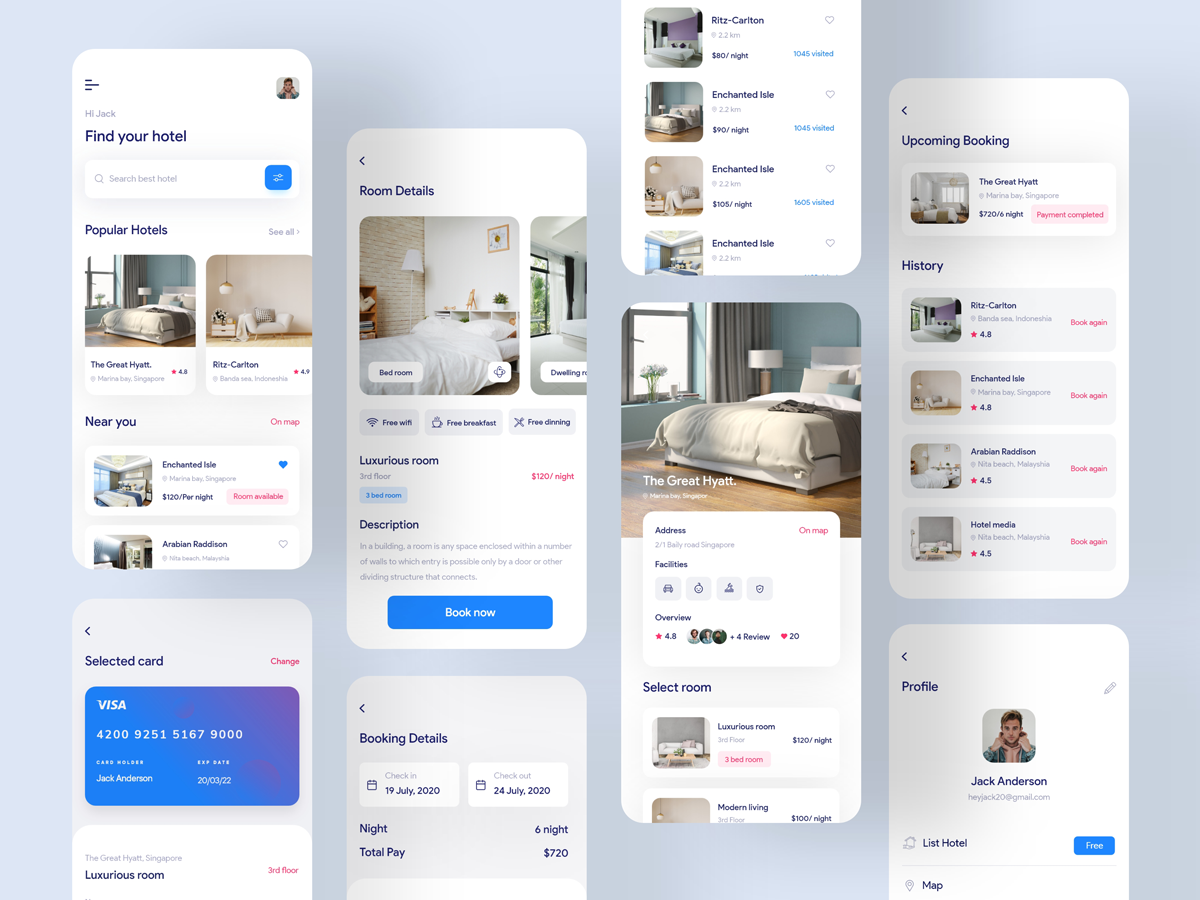 Hi Jack
Find your hotel
Search best hotel
Popular Hotels
See all ›
The Great Hyatt.
Marina bay, Singapore
4.8
Ritz-Carlton
Banda sea, Indoneshia
4.9
Near you
On map
Enchanted Isle
Marina bay, Singapore
$120/Per night
Room available
Arabian Raddison
Nita beach, Malayshia
Selected card
Change
VISA
4200 9251 5167 9000
CARD HOLDER
EXP DATE
Jack Anderson
20/03/22
The Great Hyatt, Singapore
Luxurious room
3rd floor
Room Details
Bed room
Dwelling ro
Free wifi
Free breakfast
Free dinning
Luxurious room
3rd floor
$120/ night
3 bed room
Description
In a building, a room is any space enclosed within a number
of walls to which entry is possible only by a door or other
dividing structure that connects.
Book now
Booking Details
Check in
19 July, 2020
Check out
24 July, 2020
Night
6 night
Total Pay
$720
Ritz-Carlton
2.2 km
$80/ night
1045 visited
Enchanted Isle
2.2 km
$90/ night
1045 visited
Enchanted Isle
2.2 km
$105/ night
1605 visited
Enchanted Isle
2.2 km
The Great Hyatt.
Marina bay, Singapor
Address
On map
2/1 Baily road Singapore
Facilities
Overview
4.8
+ 4 Review
20
Select room
Luxurious room
3rd Floor
$120/ night
3 bed room
Modern living
3rd Floor
$100/ night
Upcoming Booking
The Great Hyatt
Marina bay, Singapore
$720/6 night
Payment completed
History
Ritz-Carlton
Banda sea, Indoneshia
4.8
Book again
Enchanted Isle
Marina bay, Singapore
4.8
Book again
Arabian Raddison
Nita beach, Malayshia
4.5
Book again
Hotel media
Nita beach, Malayshia
4.5
Book again
Profile
Jack Anderson
heyjack20@gmail.com
List Hotel
Free
Map